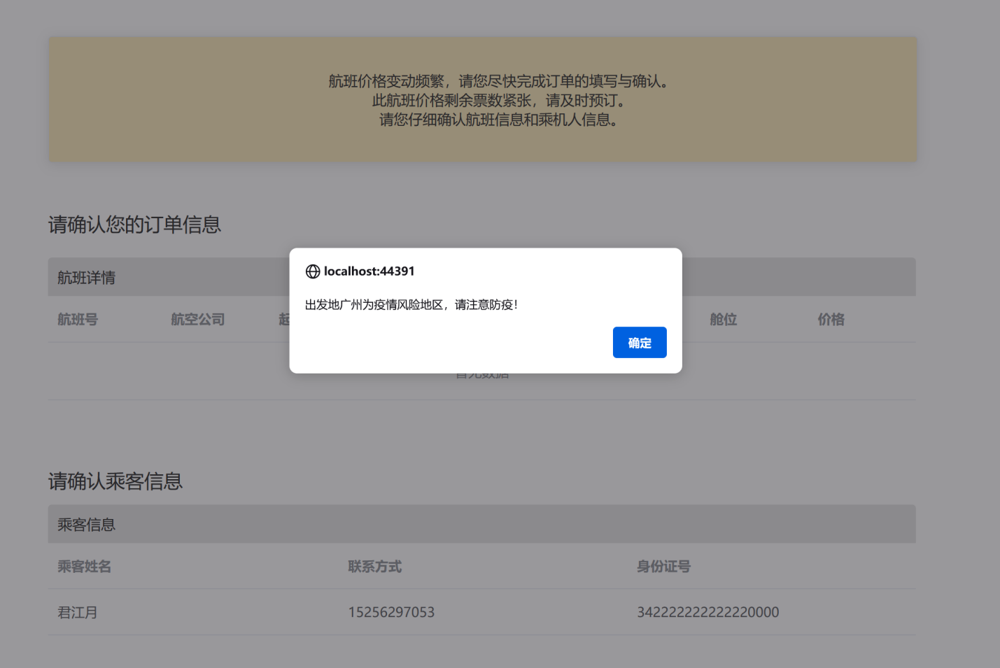 航班价格变动频繁，请您尽快完成订单的填写与确认。
此航班价格剩余票数紧张，请及时预订。
请您仔细确认航班信息和乘机人信息。
请确认您的订单信息
航班详情
航班号 航空公司 起 舱位 价格
localhost:44391
出发地广州为疫情风险地区，请注意防疫！
确定
暂无数据
请确认乘客信息
乘客信息
乘客姓名 联系方式 身份证号
君江月 15256297053 342222222222220000